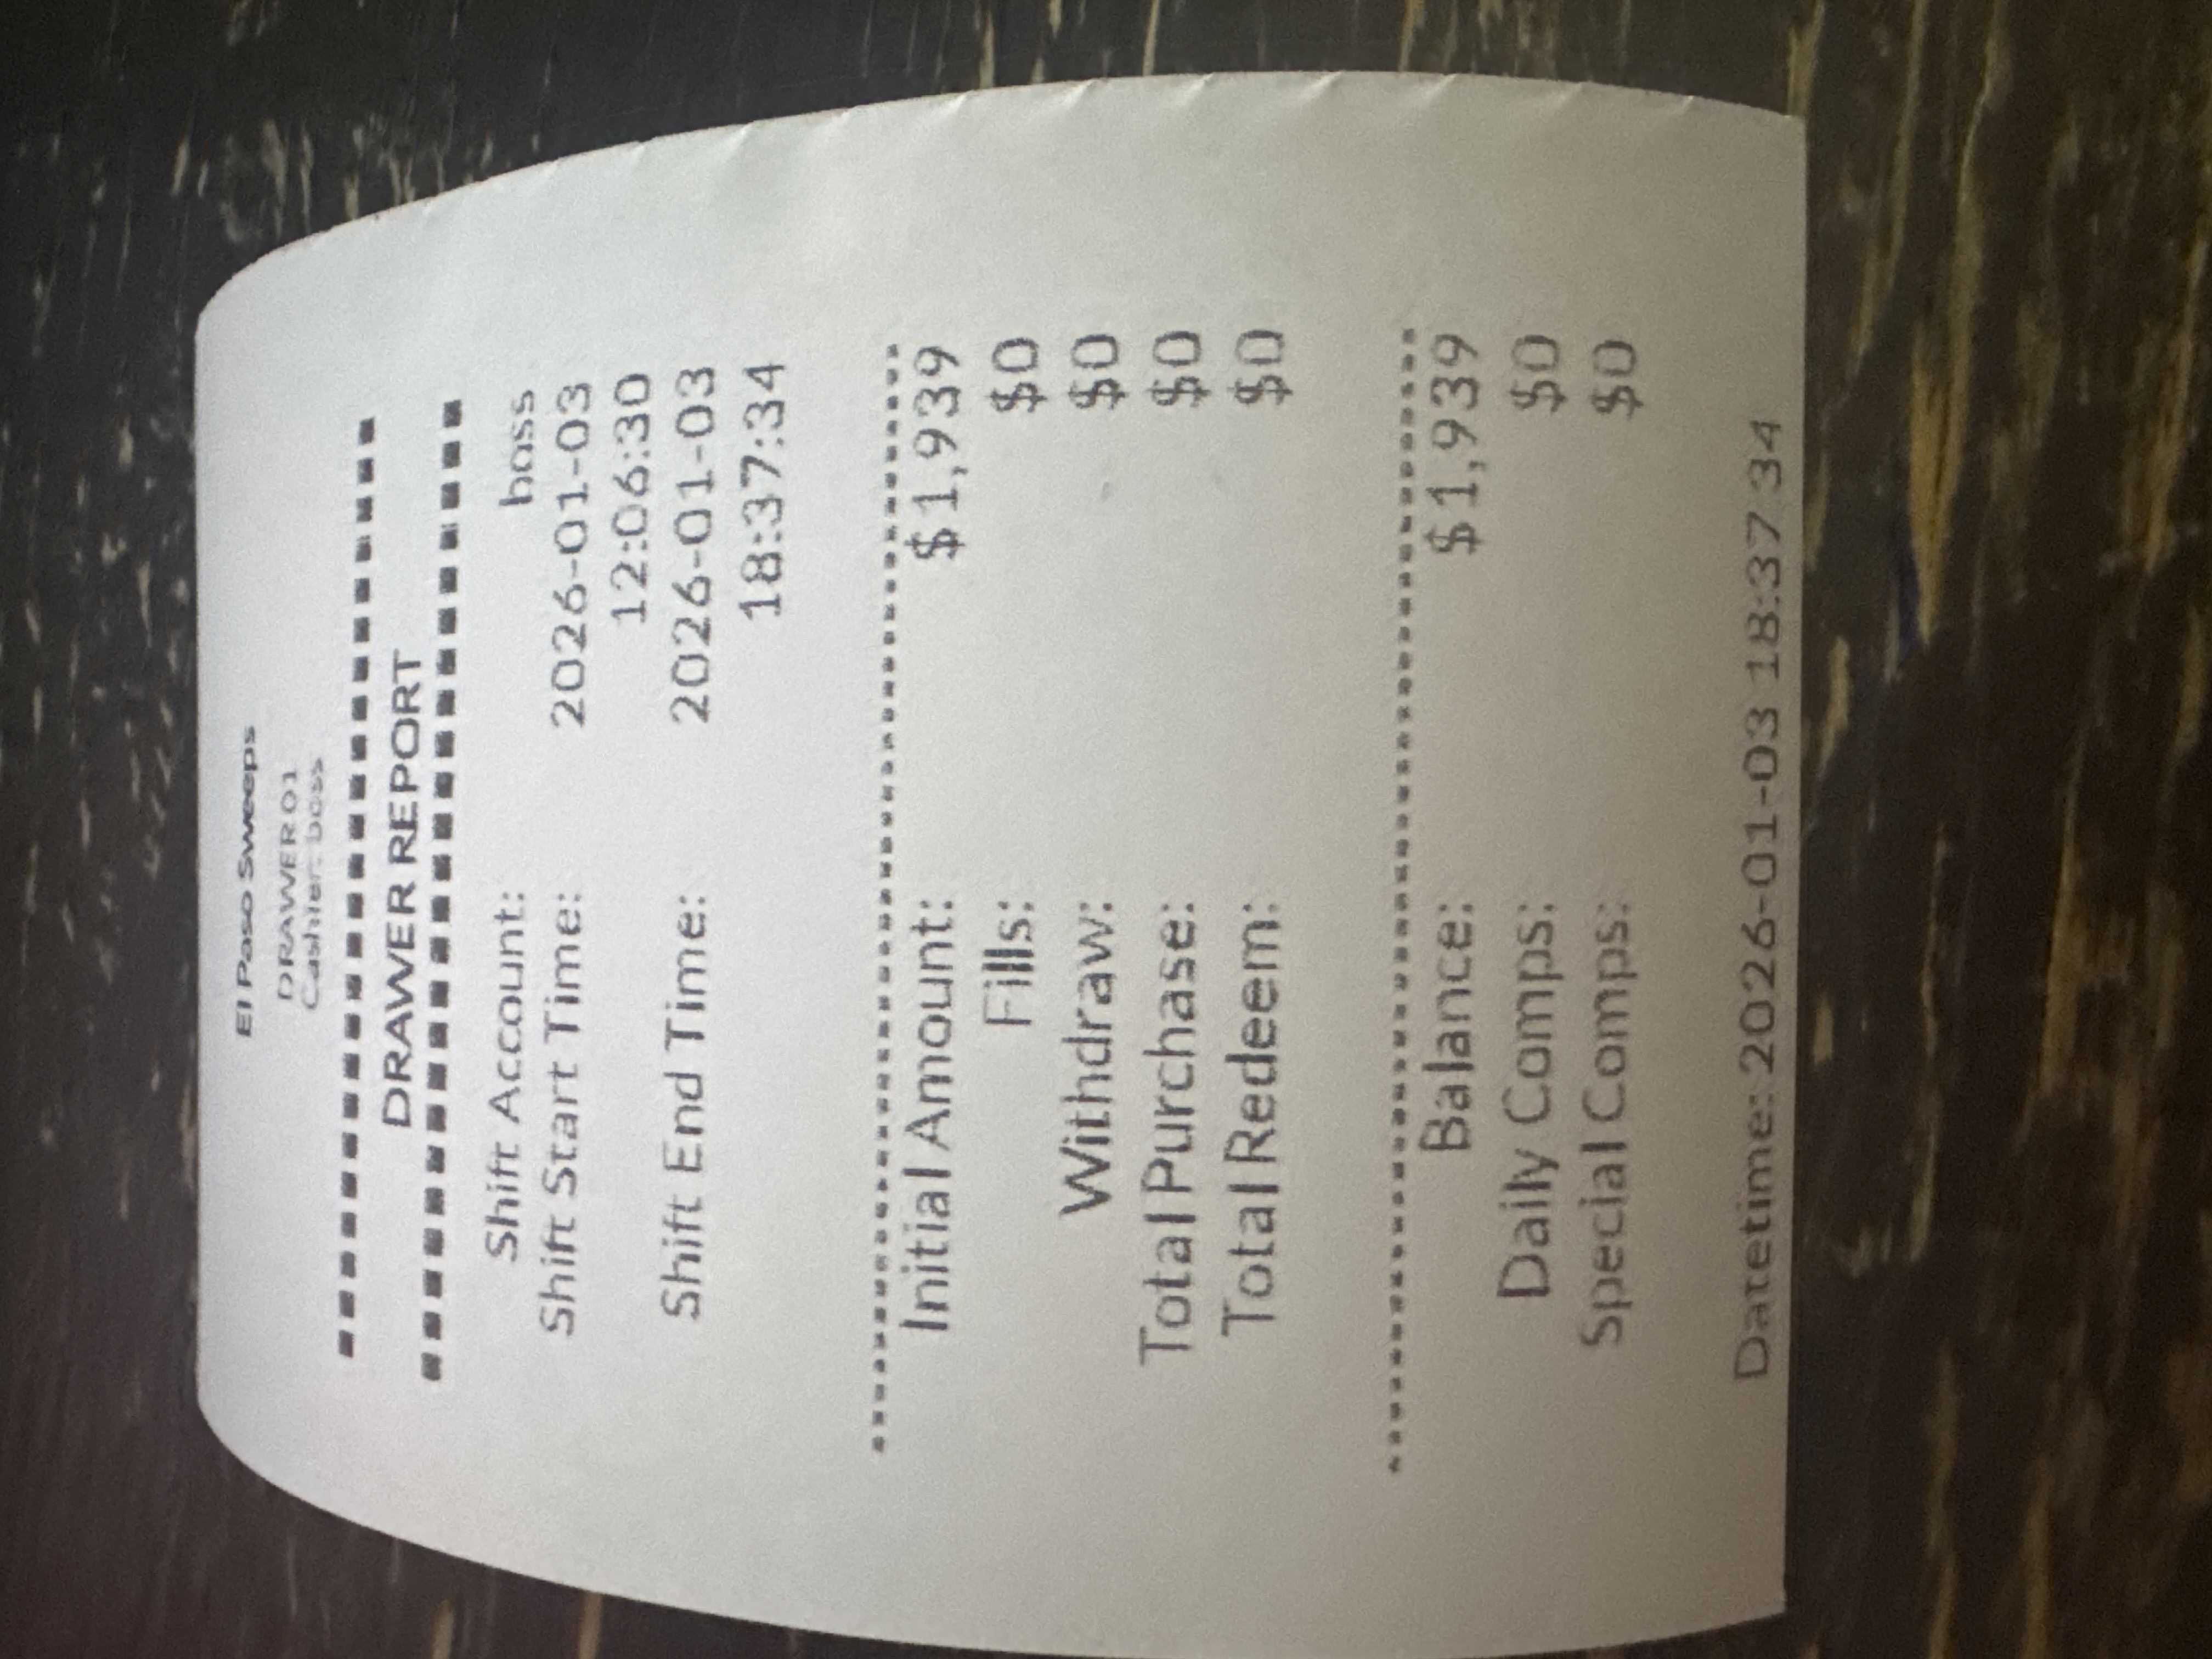 El Paso Sweeps
DRAWER01
Cashier: boss
DRAWER REPORT
Shift Account: boss
Shift Start Time: 2026-01-03
12:06:30
Shift End Time: 2026-01-03
18:37:34
Initial Amount: $1,939
Fills: $0
Withdraw: $0
Total Purchase: $0
Total Redeem: $0
Balance: $1,939
Daily Comps: $0
Special Comps: $0
Datetime: 2026-01-03 18:37:34